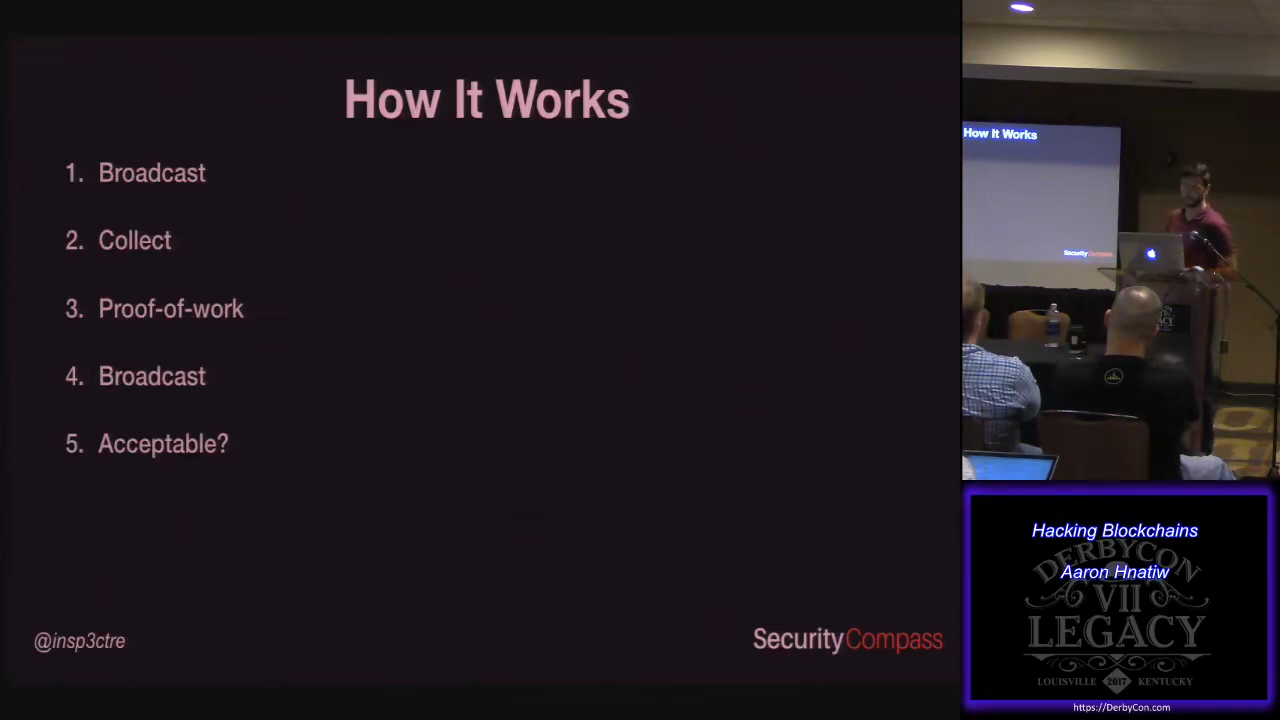 How It Works
1. Broadcast
2. Collect
3. Proof-of-work
4. Broadcast
5. Acceptable?
@insp3ctre
SecurityCompass
How It Works
SecurityCompass
Hacking Blockchains
DERBYCON
Aaron Hnatiw
VII
LEGACY
LOUISVILLE 2017 KENTUCKY
https://DerbyCon.com